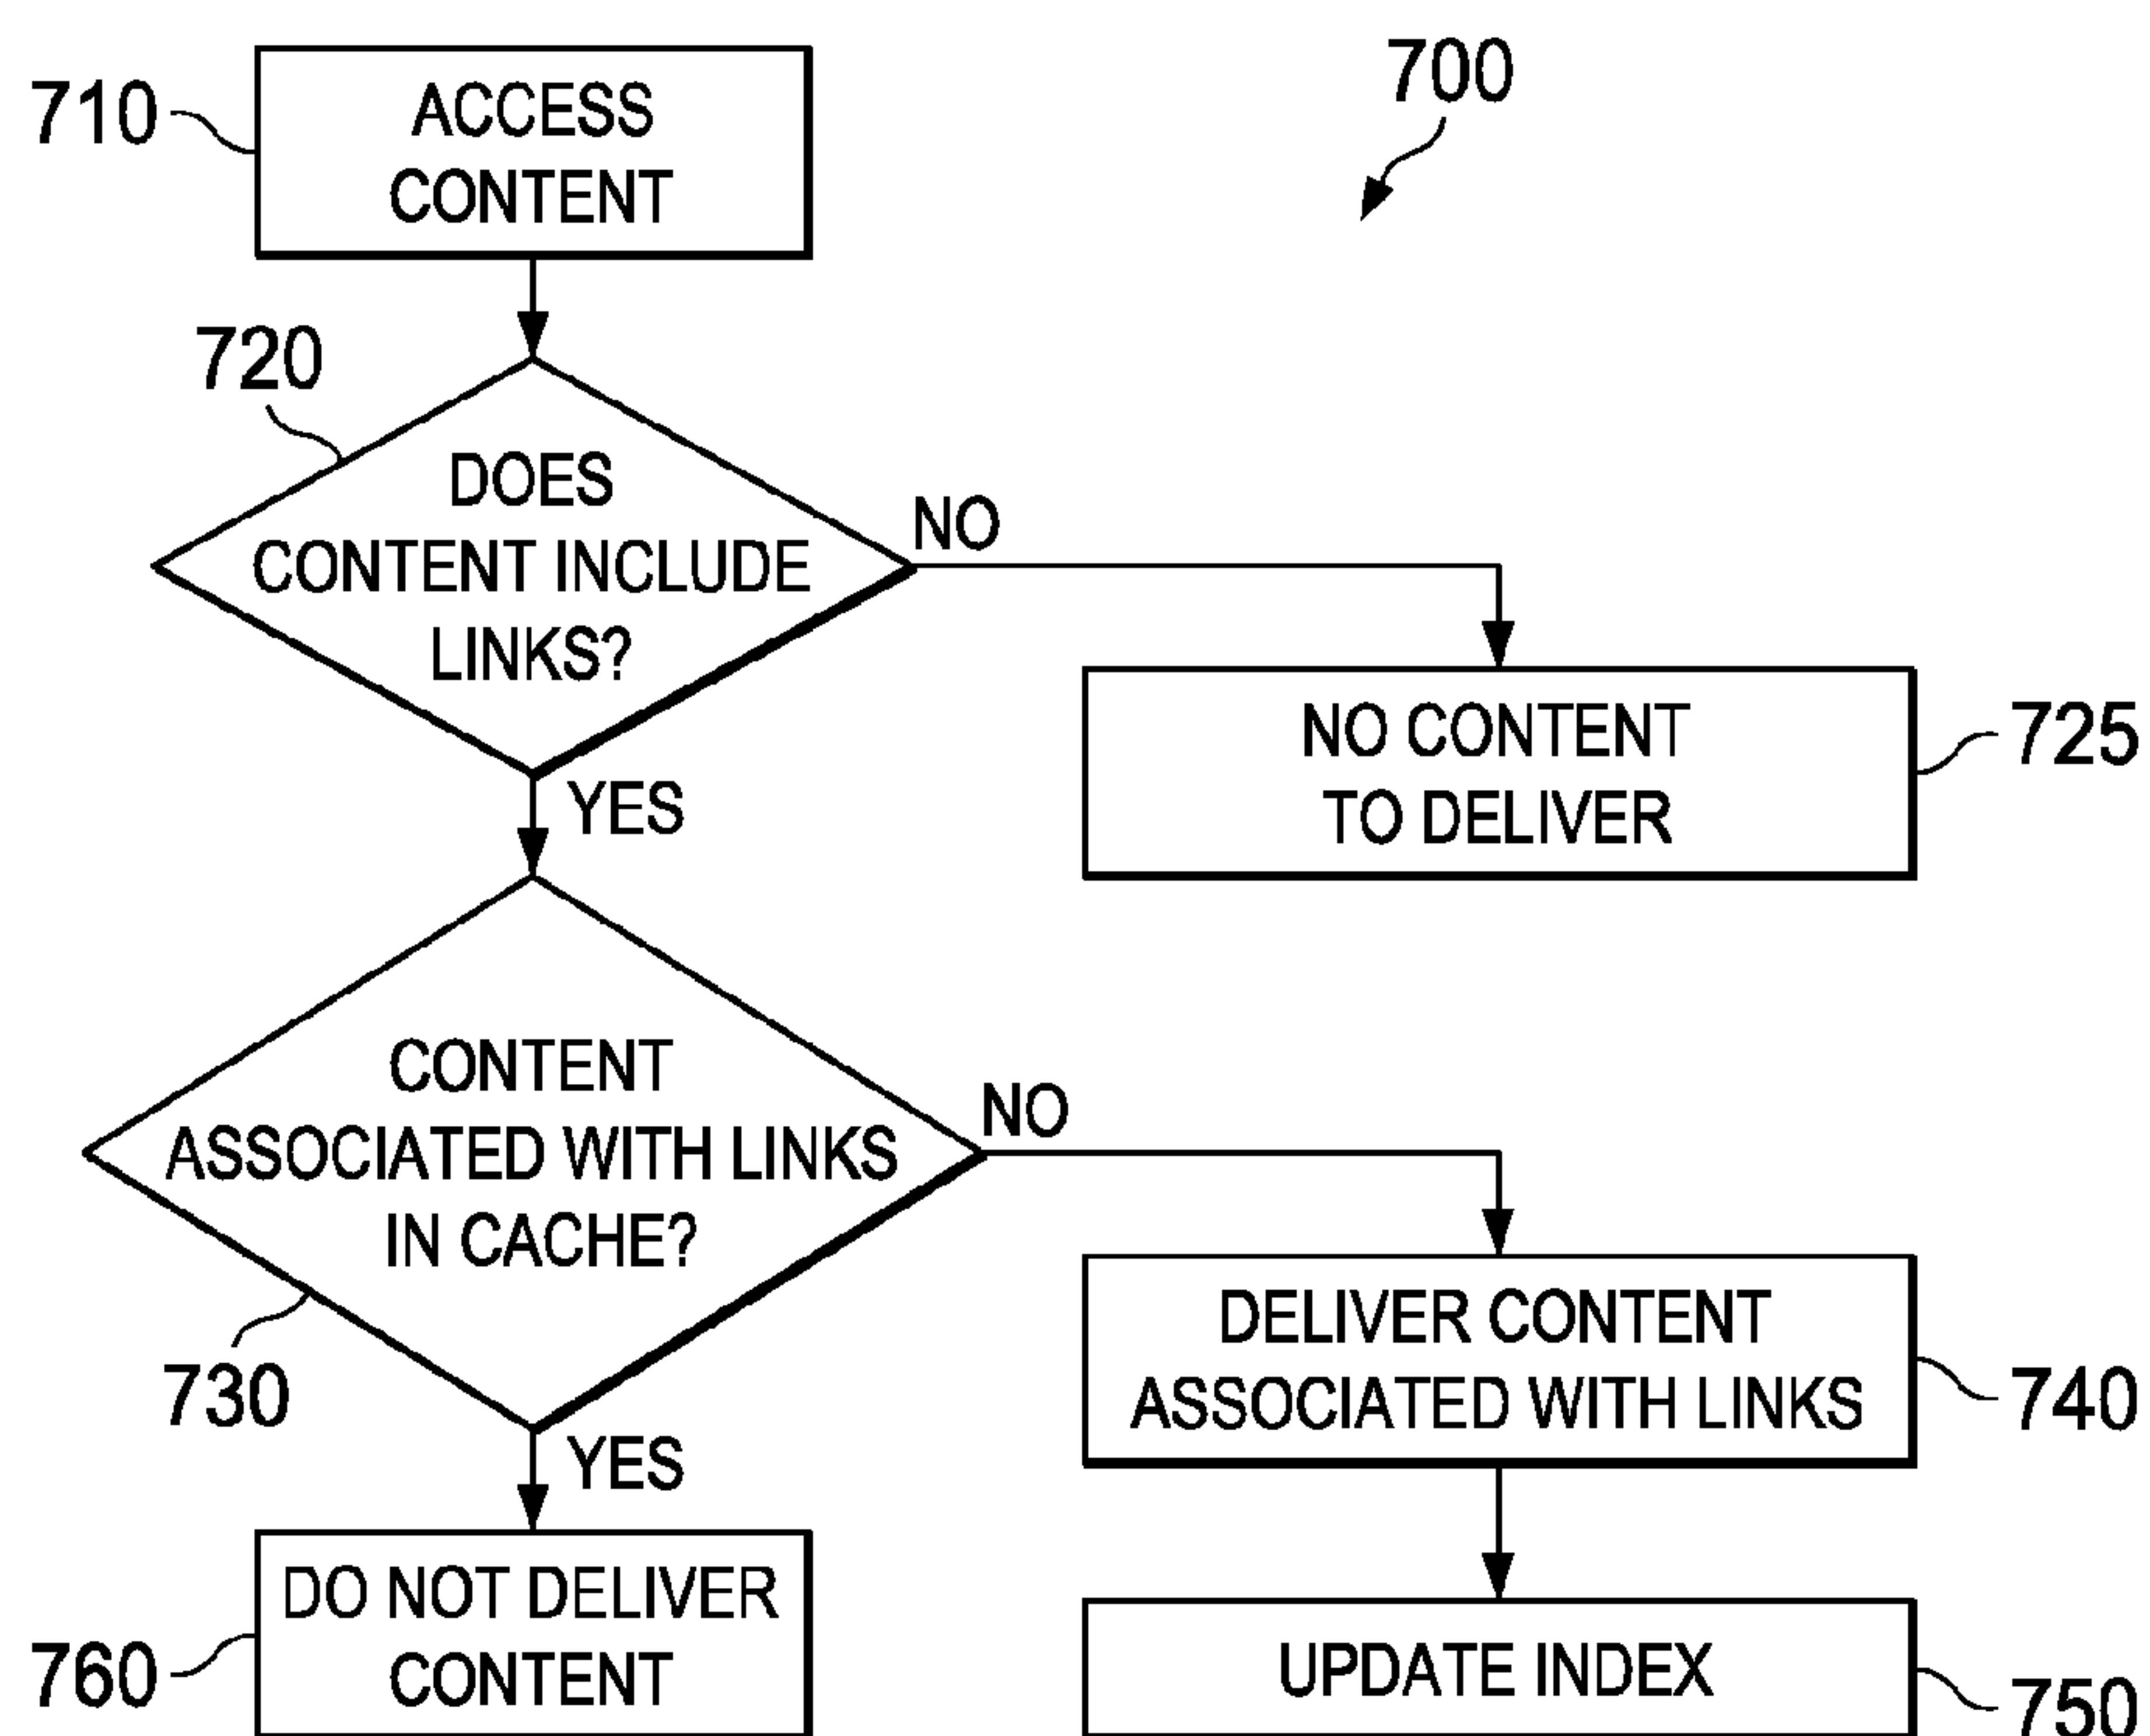 700
710
ACCESS
CONTENT
720
DOES
CONTENT INCLUDE
LINKS?
NO
YES
NO CONTENT
TO DELIVER
725
CONTENT
ASSOCIATED WITH LINKS
IN CACHE?
730
NO
YES
DELIVER CONTENT
ASSOCIATED WITH LINKS
740
DO NOT DELIVER
CONTENT
760
UPDATE INDEX
750